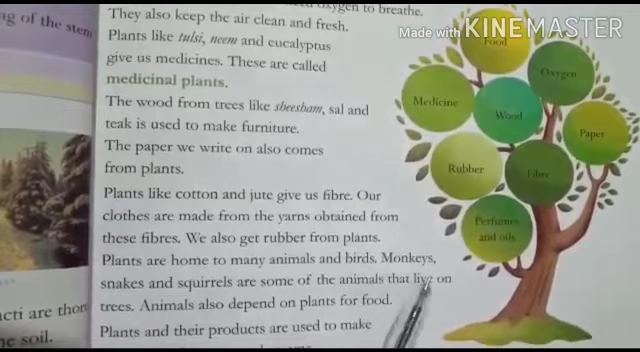 oxygen to breathe.
They also keep the air clean and fresh.
Plants like tulsi, neem and eucalyptus
give us medicines. These are called
medicinal plants.
The wood from trees like sheesham, sal and
teak is used to make furniture.
The paper we write on also comes
from plants.
Plants like cotton and jute give us fibre. Our
clothes are made from the yarns obtained from
these fibres. We also get rubber from plants.
Plants are home to many animals and birds. Monkeys,
snakes and squirrels are some of the animals that live on
trees. Animals also depend on plants for food.
Plants and their products are used to make
of the stem
are
soil.
Made with KINEMASTER
Food
Oxygen
Medicine
Wood
Paper
Rubber
Fibre
Perfumes
and oils